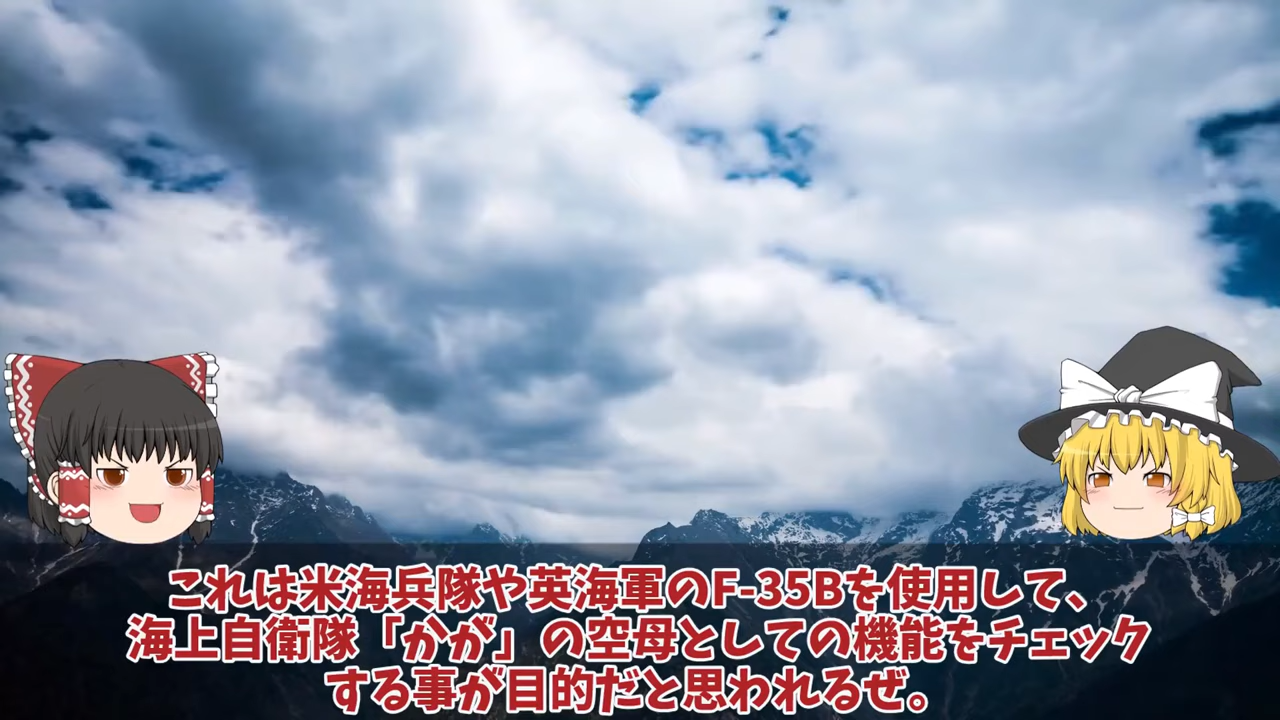 これは米海兵隊や英海軍のF-35Bを使用して、
海上自衛隊「かが」の空母としての機能をチェック
する事が目的だと思われるぜ。